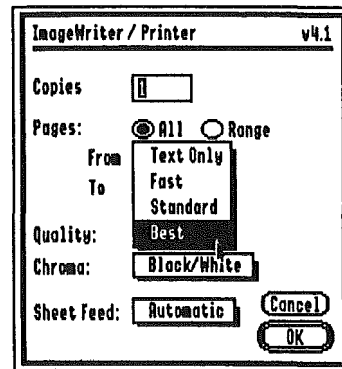 ImageWriter / Printer v4.1
Copies 1
Pages: All Range
From Text Only
To Fast
Standard
Quality: Best
Chroma: Black/White
Sheet Feed: Automatic Cancel
OK